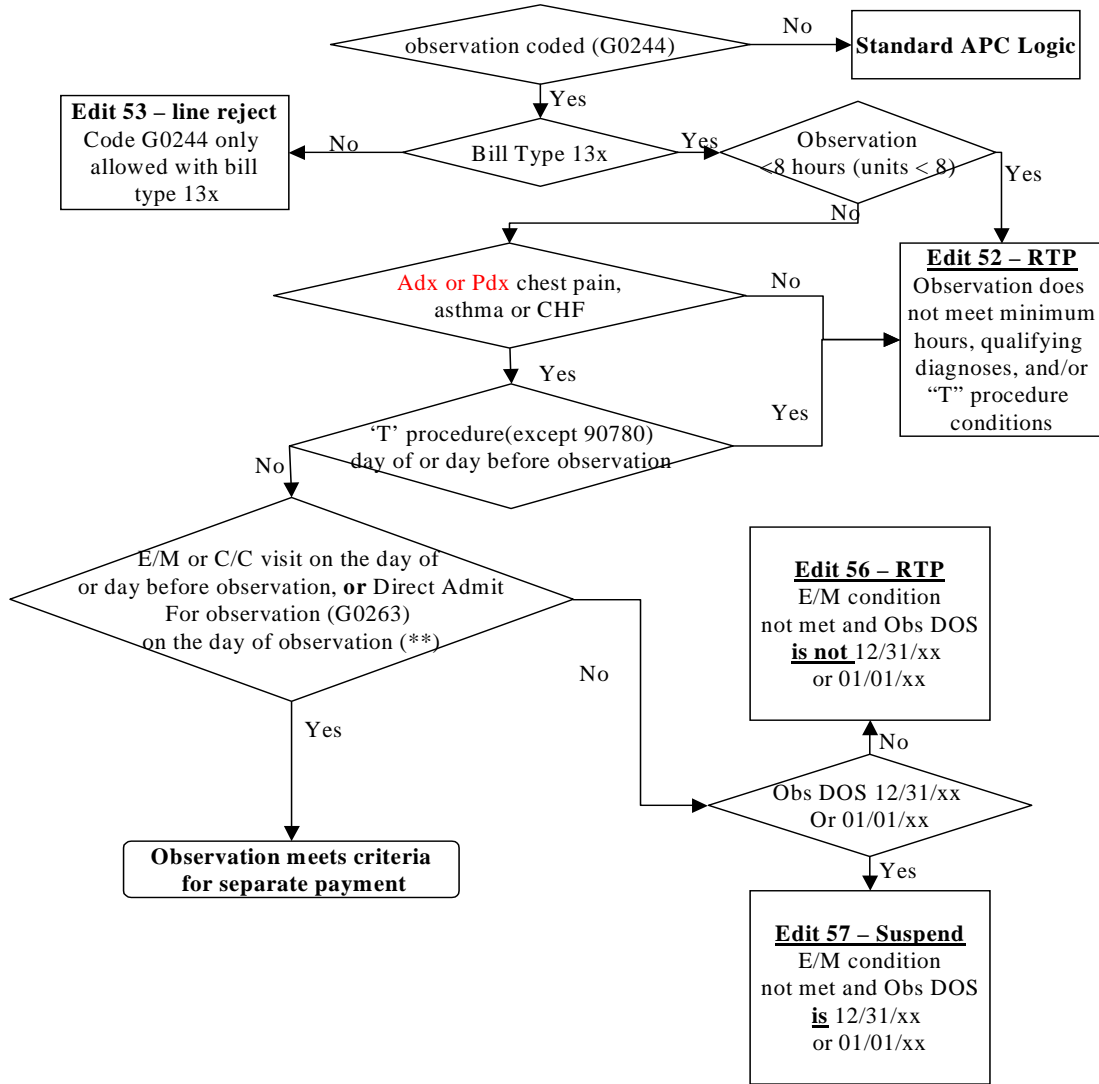 observation coded (G0244)
No
Standard APC Logic
Yes
Edit 53 – line reject
Code G0244 only
allowed with bill
type 13x
No
Bill Type 13x
Yes
Observation
<8 hours (units < 8)
Yes
No
Adx or Pdx chest pain,
asthma or CHF
No
Edit 52 – RTP
Observation does
not meet minimum
hours, qualifying
diagnoses, and/or
“T” procedure
conditions
Yes
‘T’ procedure(except 90780)
day of or day before observation
Yes
No
E/M or C/C visit on the day of
or day before observation, or Direct Admit
For observation (G0263)
on the day of observation (**)
No
Yes
Edit 56 – RTP
E/M condition
not met and Obs DOS
is not 12/31/xx
or 01/01/xx
No
Obs DOS 12/31/xx
Or 01/01/xx
Yes
Observation meets criteria
for separate payment
Edit 57 – Suspend
E/M condition
not met and Obs DOS
is 12/31/xx
or 01/01/xx